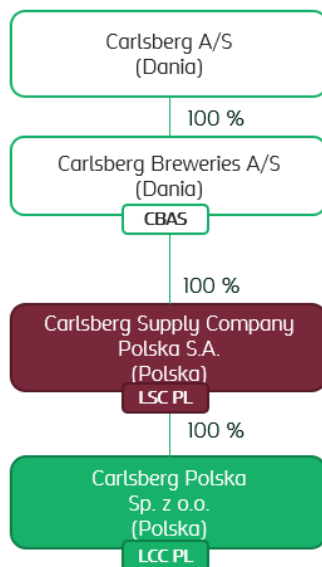 Carlsberg A/S
(Dania)
100 %
Carlsberg Breweries A/S
(Dania)
CBAS
100 %
Carlsberg Supply Company
Polska S.A.
(Polska)
LSC PL
100 %
Carlsberg Polska
Sp. z o.o.
(Polska)
LCC PL